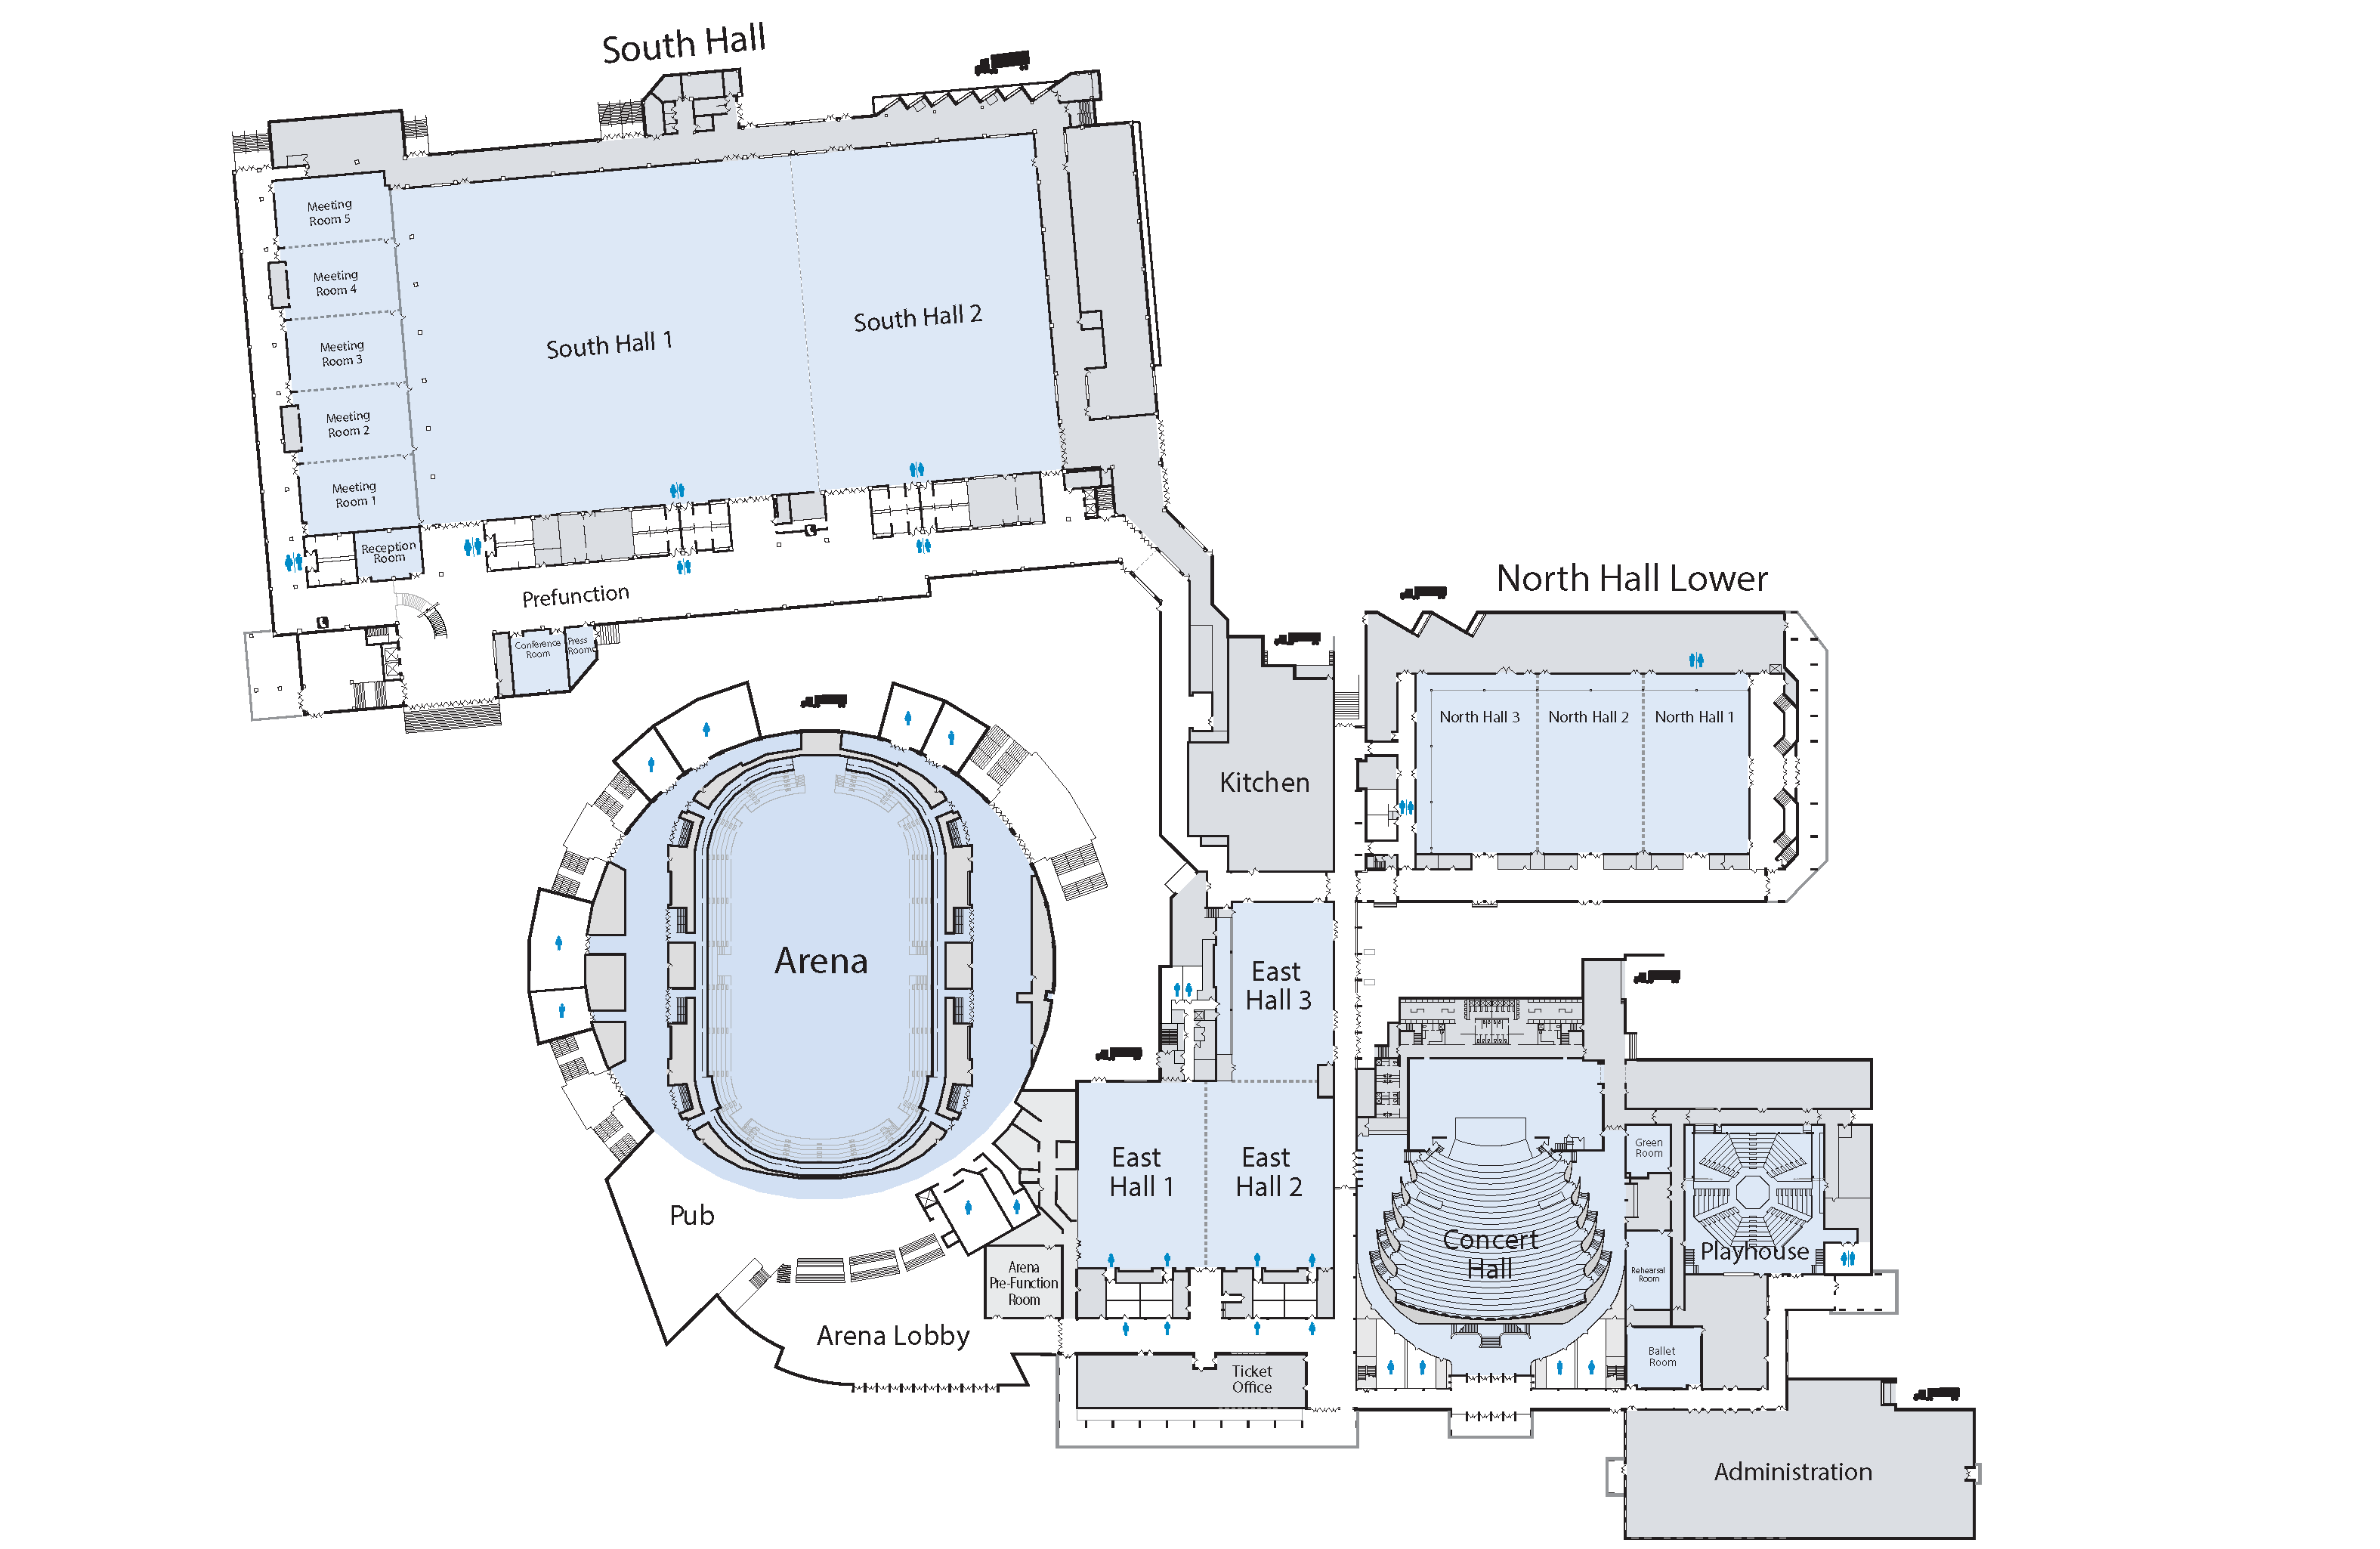 South Hall
Meeting
Room 5
Meeting
Room 4
Meeting
Room 3
Meeting
Room 2
Meeting
Room 1
South Hall 1
South Hall 2
Reception
Room
Prefunction
Conference
Room
Press
Room
North Hall Lower
North Hall 3
North Hall 2
North Hall 1
Kitchen
Arena
East
Hall 3
East
Hall 1
East
Hall 2
Pub
Arena
Pre-Function
Room
Arena Lobby
Ticket
Office
Concert
Hall
Green
Room
Playhouse
Rehearsal
Room
Ballet
Room
Administration